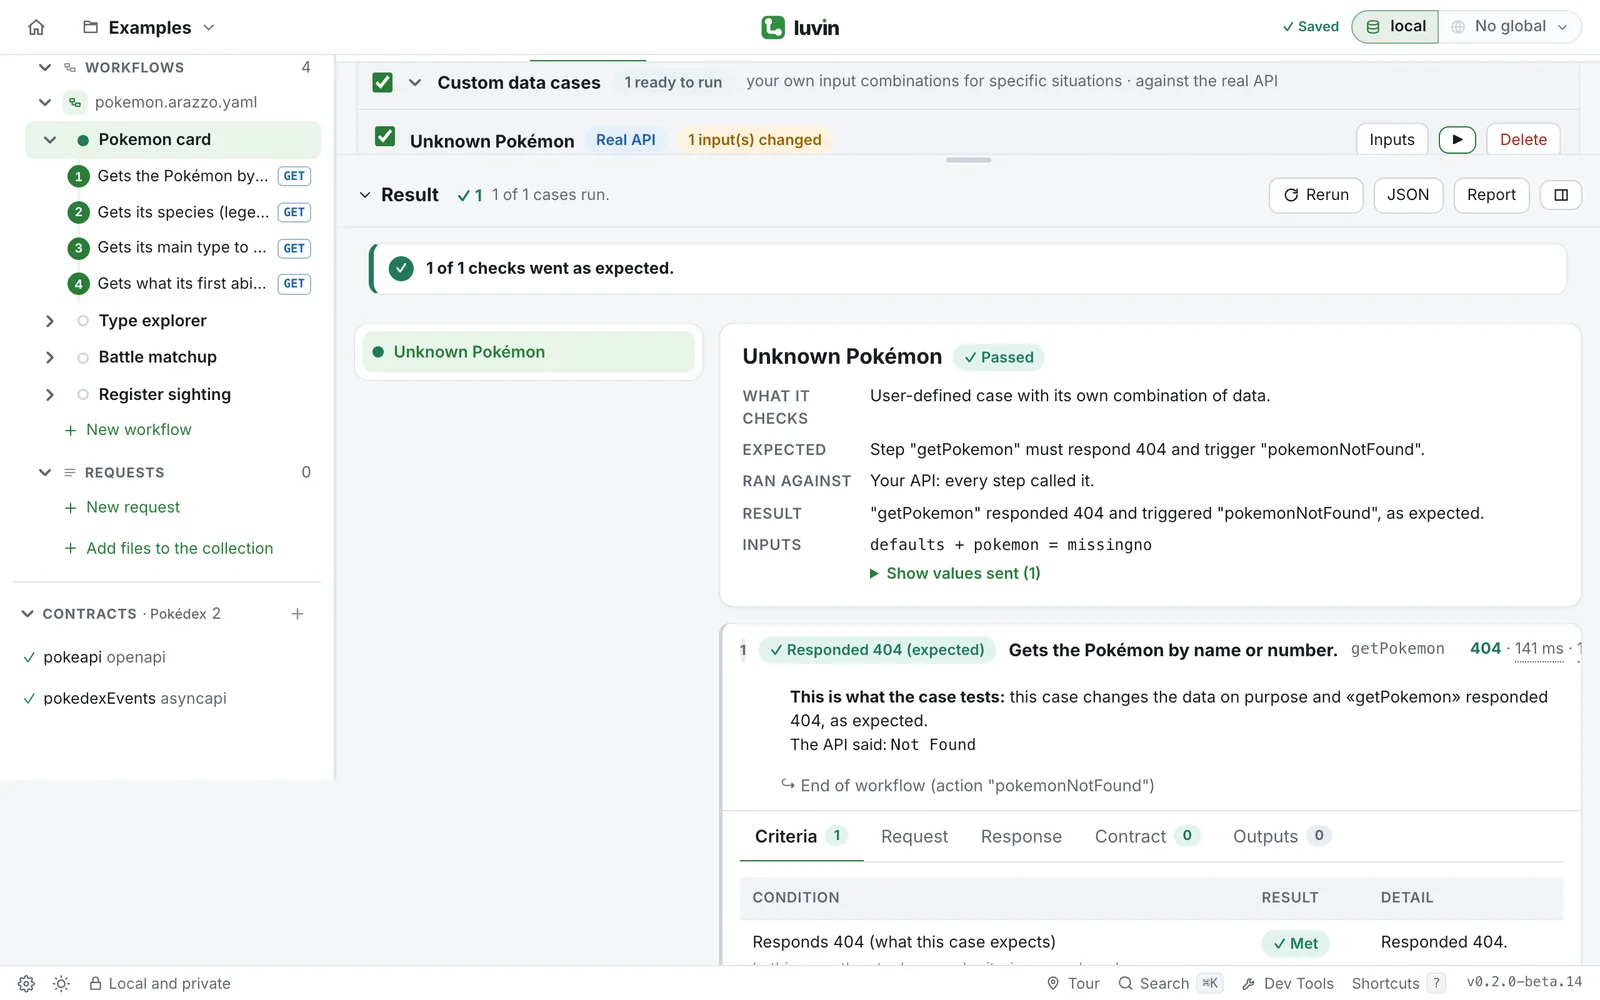 Examples
luvin
Saved
local
No global
WORKFLOWS 4
pokemon.arazzo.yaml
Pokemon card
1 Gets the Pokémon by... GET
2 Gets its species (lege... GET
3 Gets its main type to ... GET
4 Gets what its first abi... GET
Type explorer
Battle matchup
Register sighting
+ New workflow
REQUESTS 0
+ New request
+ Add files to the collection
CONTRACTS · Pokédex 2 +
pokeapi openapi
pokedexEvents asyncapi
Custom data cases 1 ready to run your own input combinations for specific situations · against the real API
Unknown Pokémon Real API 1 input(s) changed Inputs Delete
Result 1 1 of 1 cases run. Rerun JSON Report
1 of 1 checks went as expected.
Unknown Pokémon
Unknown Pokémon Passed
WHAT IT CHECKS User-defined case with its own combination of data.
EXPECTED Step "getPokemon" must respond 404 and trigger "pokemonNotFound".
RAN AGAINST Your API: every step called it.
RESULT "getPokemon" responded 404 and triggered "pokemonNotFound", as expected.
INPUTS defaults + pokemon = missingno
Show values sent (1)
1 Responded 404 (expected) Gets the Pokémon by name or number. getPokemon 404 · 141 ms ·
This is what the case tests: this case changes the data on purpose and «getPokemon» responded
404, as expected.
The API said: Not Found
End of workflow (action "pokemonNotFound")
Criteria 1 Request Response Contract 0 Outputs 0
CONDITION RESULT DETAIL
Responds 404 (what this case expects) Met Responded 404.
Local and private
Tour Search ⌘K Dev Tools Shortcuts ? v0.2.0-beta.14